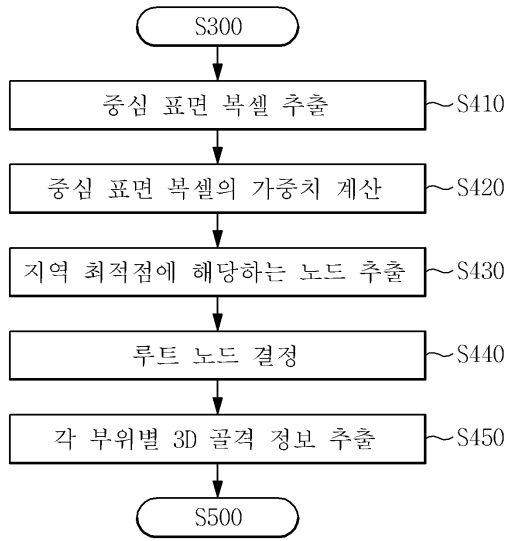 S300
중심 표면 복셀 추출
S410
중심 표면 복셀의 가중치 계산
S420
지역 최적점에 해당하는 노드 추출
S430
루트 노드 결정
S440
각 부위별 3D 골격 정보 추출
S450
S500